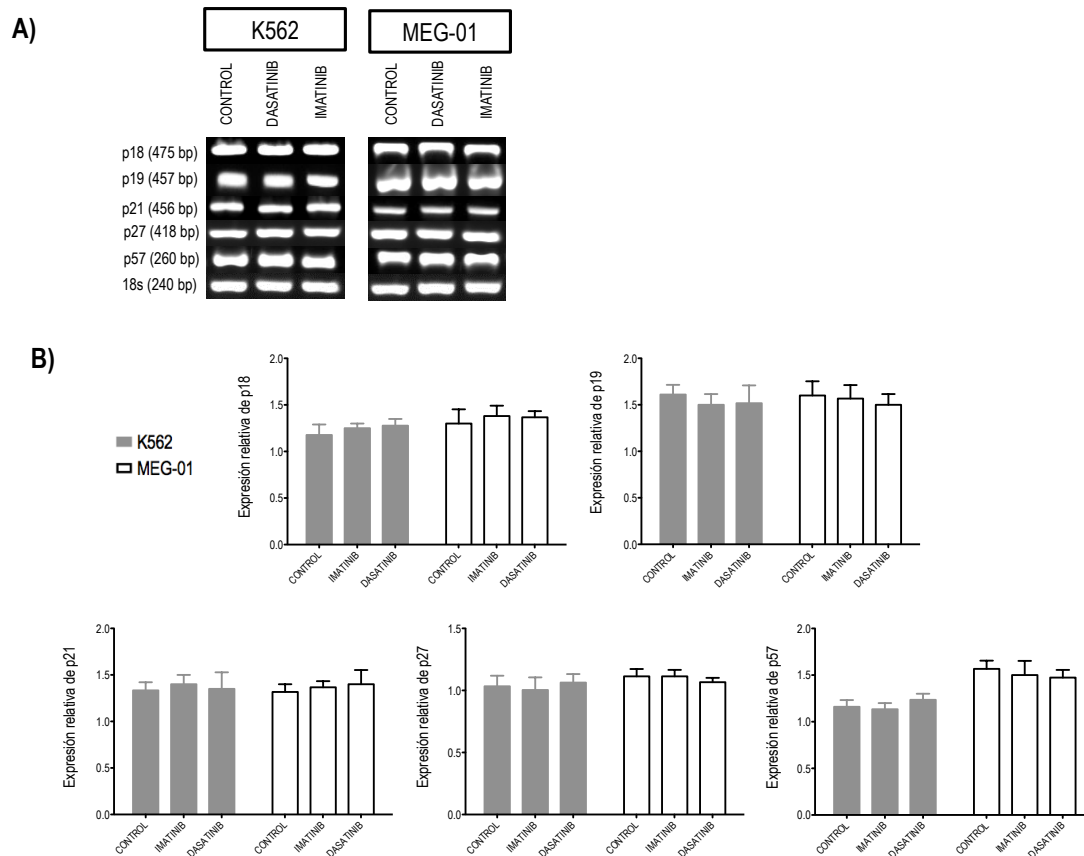 A)
K562
MEG-01
CONTROL
DASATINIB
IMATINIB
CONTROL
DASATINIB
IMATINIB
p18 (475 bp)
p19 (457 bp)
p21 (456 bp)
p27 (418 bp)
p57 (260 bp)
18s (240 bp)
B)
K562
MEG-01
Expresión relativa de p18
2.0
1.5
1.0
0.5
0.0
CONTROL
IMATINIB
DASATINIB
CONTROL
IMATINIB
DASATINIB
Expresión relativa de p19
2.0
1.5
1.0
0.5
0.0
CONTROL
IMATINIB
DASATINIB
CONTROL
IMATINIB
DASATINIB
Expresión relativa de p21
2.0
1.5
1.0
0.5
0.0
CONTROL
IMATINIB
DASATINIB
CONTROL
IMATINIB
DASATINIB
Expresión relativa de p27
1.5
1.0
0.5
0.0
CONTROL
IMATINIB
DASATINIB
CONTROL
IMATINIB
DASATINIB
Expresión relativa de p57
2.0
1.5
1.0
0.5
0.0
CONTROL
IMATINIB
DASATINIB
CONTROL
IMATINIB
DASATINIB